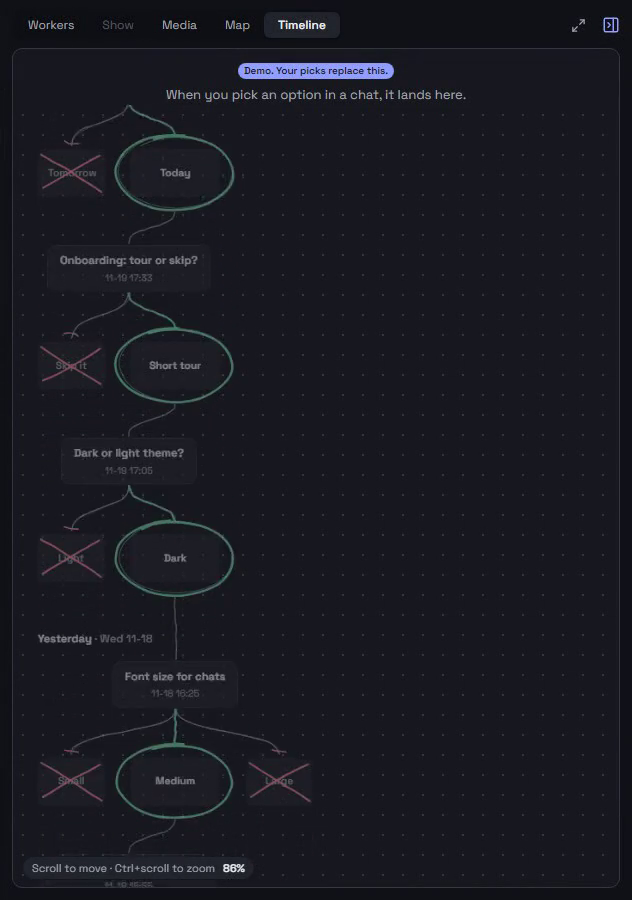 Workers Show Media Map Timeline
Demo. Your picks replace this.
When you pick an option in a chat, it lands here.
Tomorrow Today
Onboarding: tour or skip?
11-19 17:33
Skip it Short tour
Dark or light theme?
11-19 17:05
Light Dark
Yesterday · Wed 11-18
Font size for chats
11-18 16:25
Small Medium Large
Scroll to move · Ctrl+scroll to zoom 86%